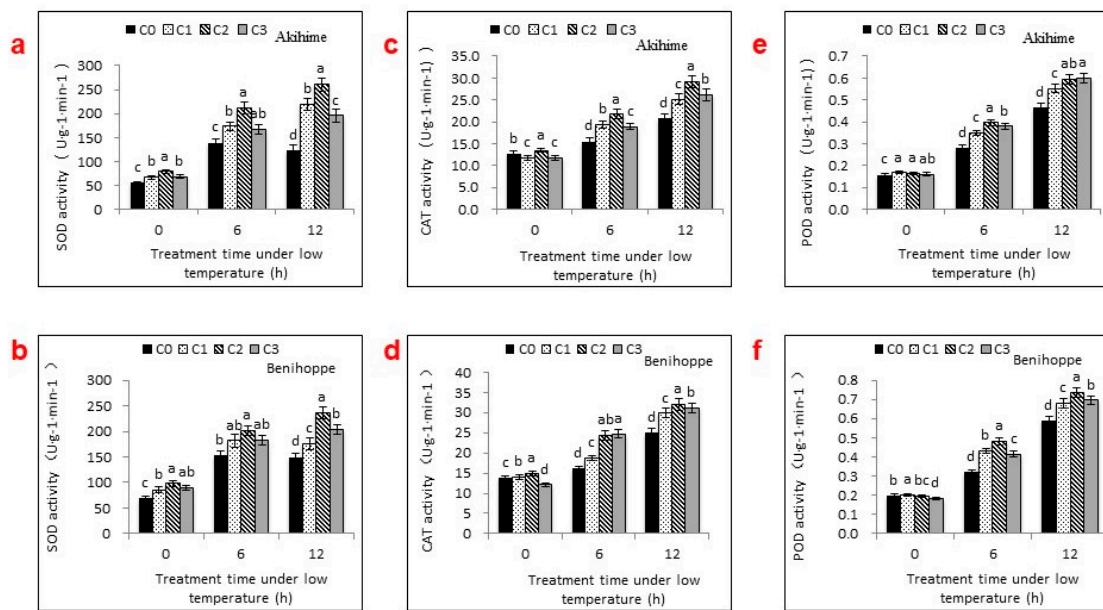 a
C0 C1 C2 C3
Akihime
SOD activity ( U·g-1·min-1)
300
250
200
150
100
50
0
c b a b
c b a ab
d b a c
0 6 12
Treatment time under low
temperature (h)
c
C0 C1 C2 C3
Akihime
CAT activity (U·g-1·min-1))
35.0
30.0
25.0
20.0
15.0
10.0
5.0
0.0
b c a c
c b a c
d c a b
0 6 12
Treatment time under low
temperature (h)
e
C0 C1 C2 C3
Akihime
POD activity (U·g-1·min-1))
0.7
0.6
0.5
0.4
0.3
0.2
0.1
0.0
c a a ab
d c a b
d c ab a
0 6 12
Treatment time under low
temperature (h)
b
C0 C1 C2 C3
Benihoppe
SOD activity (U·g-1·min-1 )
300
250
200
150
100
50
0
c b a ab
c ab a ab
d c a b
0 6 12
Treatment time under low
temperature (h)
d
C0 C1 C2 C3
Benihoppe
CAT activity (U·g-1·min-1 )
40
35
30
25
20
15
10
5
0
c b a d
c b ab a
d c a b
0 6 12
Treatment time under low
temperature (h)
f
C0 C1 C2 C3
Benihoppe
POD activity (U·g-1·min-1 )
0.8
0.7
0.6
0.5
0.4
0.3
0.2
0.1
0.0
b a bc d
d b a c
d c a b
0 6 12
Treatment time under low
temperature (h)